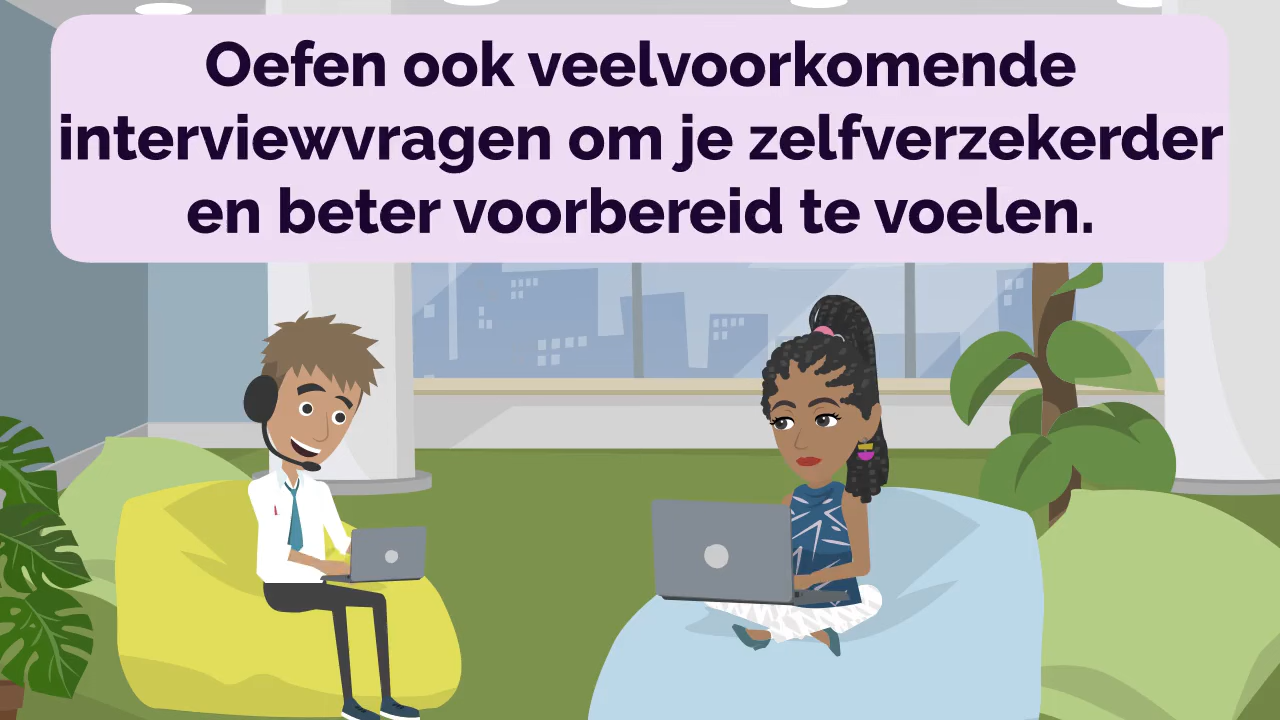 Oefen ook veelvoorkomende
interviewvragen om je zelfverzekerder
en beter voorbereid te voelen.